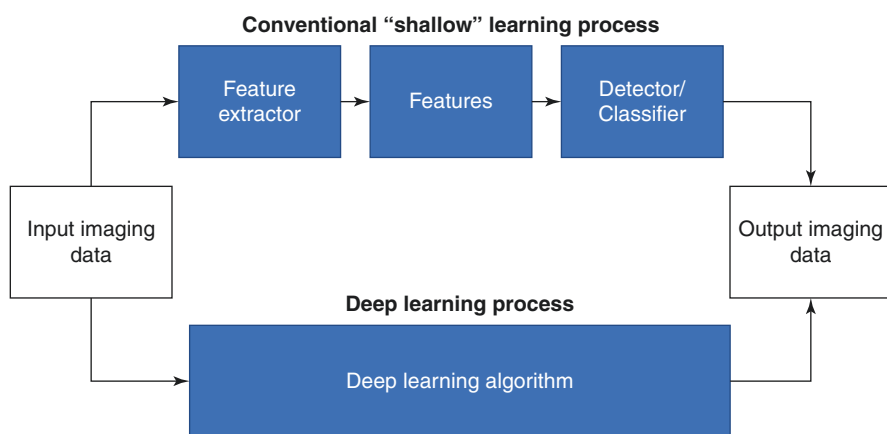 Conventional “shallow” learning process
Feature
extractor
Features
Detector/
Classifier
Input imaging
data
Output imaging
data
Deep learning process
Deep learning algorithm